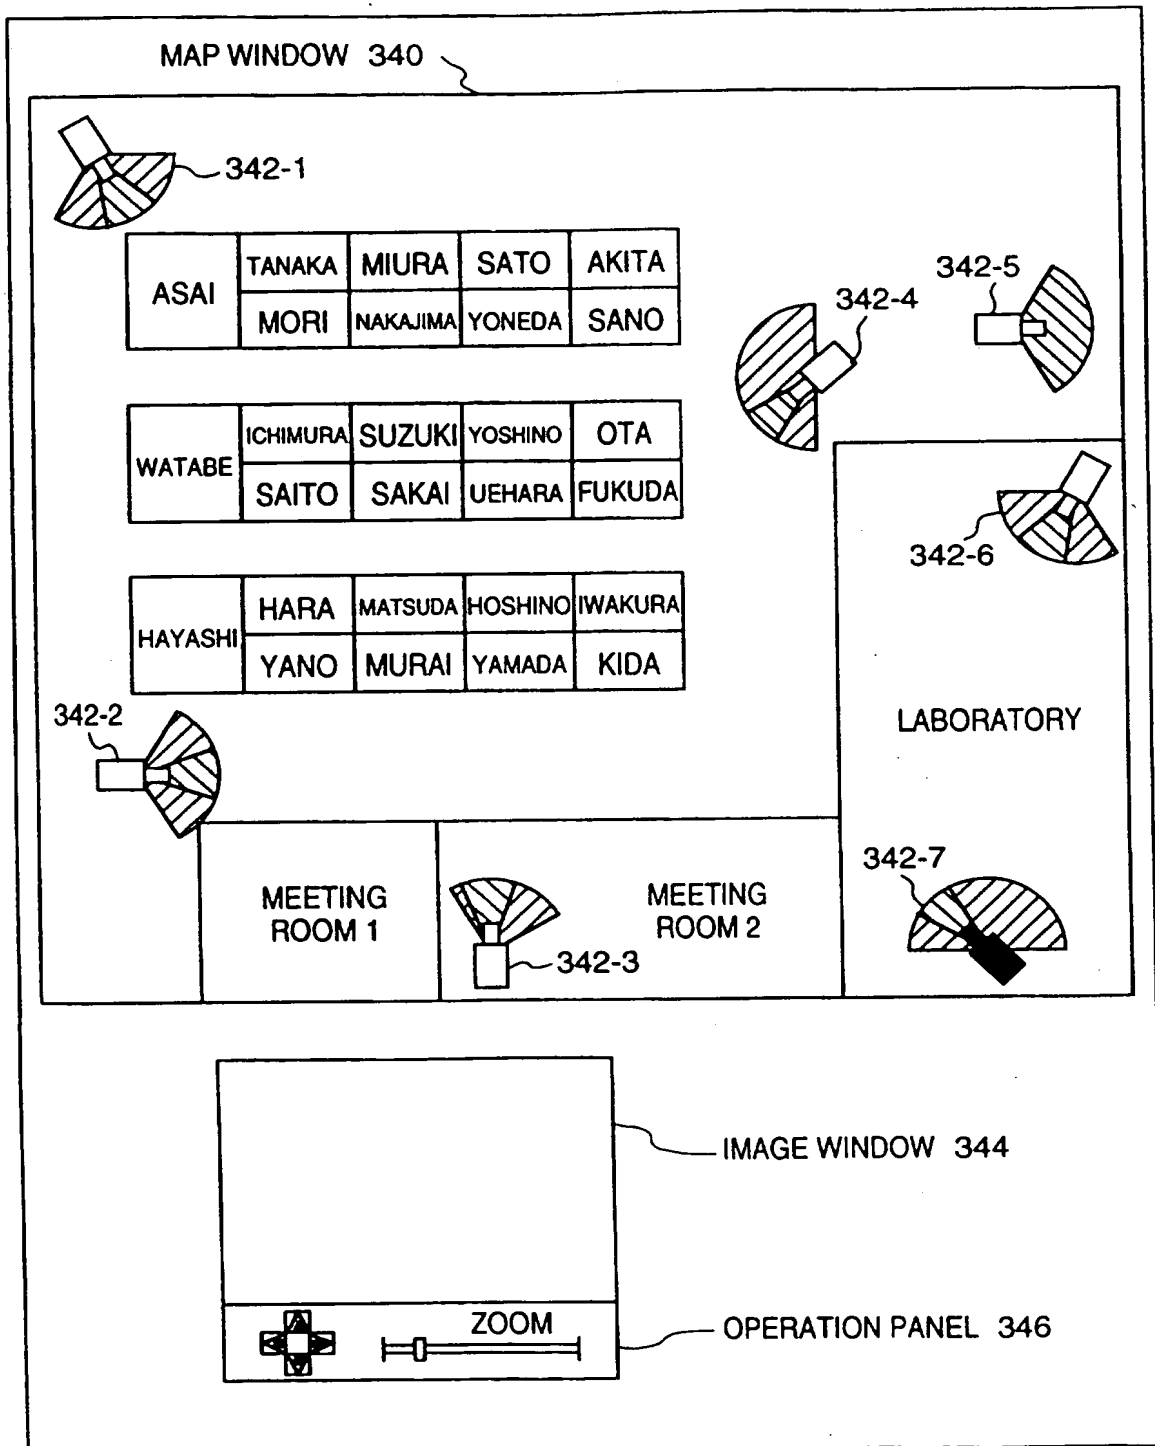 MAP WINDOW 340
342-1
TANAKA MIURA SATO AKITA
ASAI
MORI NAKAJIMA YONEDA SANO
342-4
342-5
ICHIMURA SUZUKI YOSHINO OTA
WATABE
SAITO SAKAI UEHARA FUKUDA
342-6
HARA MATSUDA HOSHINO IWAKURA
HAYASHI
YANO MURAI YAMADA KIDA
342-2
LABORATORY
MEETING
ROOM 1
342-3
MEETING
ROOM 2
342-7
IMAGE WINDOW 344
ZOOM
OPERATION PANEL 346